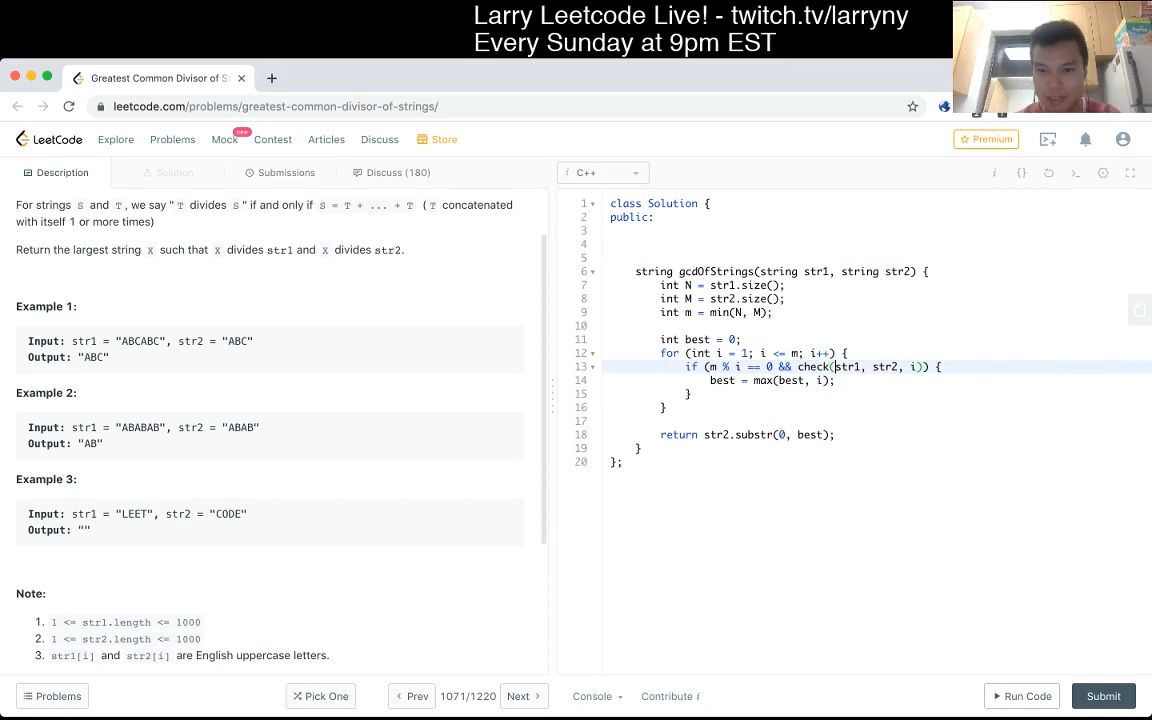 Larry Leetcode Live! - twitch.tv/larryny
Every Sunday at 9pm EST
Greatest Common Divisor of S
leetcode.com/problems/greatest-common-divisor-of-strings/
LeetCode Explore Problems Mock new Contest Articles Discuss Store Premium
Description Solution Submissions Discuss (180) i C++
For strings S and T, we say "T divides S" if and only if S = T + ... + T (T concatenated
with itself 1 or more times)
Return the largest string X such that X divides str1 and X divides str2.
Example 1:
Input: str1 = "ABCABC", str2 = "ABC"
Output: "ABC"
Example 2:
Input: str1 = "ABABAB", str2 = "ABAB"
Output: "AB"
Example 3:
Input: str1 = "LEET", str2 = "CODE"
Output: ""
Note:
1. 1 <= str1.length <= 1000
2. 1 <= str2.length <= 1000
3. str1[i] and str2[i] are English uppercase letters.
1 class Solution {
2 public:
3
4
5
6 string gcdOfStrings(string str1, string str2) {
7 int N = str1.size();
8 int M = str2.size();
9 int m = min(N, M);
10
11 int best = 0;
12 for (int i = 1; i <= m; i++) {
13 if (m % i == 0 && check(str1, str2, i)) {
14 best = max(best, i);
15 }
16 }
17
18 return str2.substr(0, best);
19 }
20 };
Problems Pick One Prev 1071/1220 Next Console Contribute i Run Code Submit